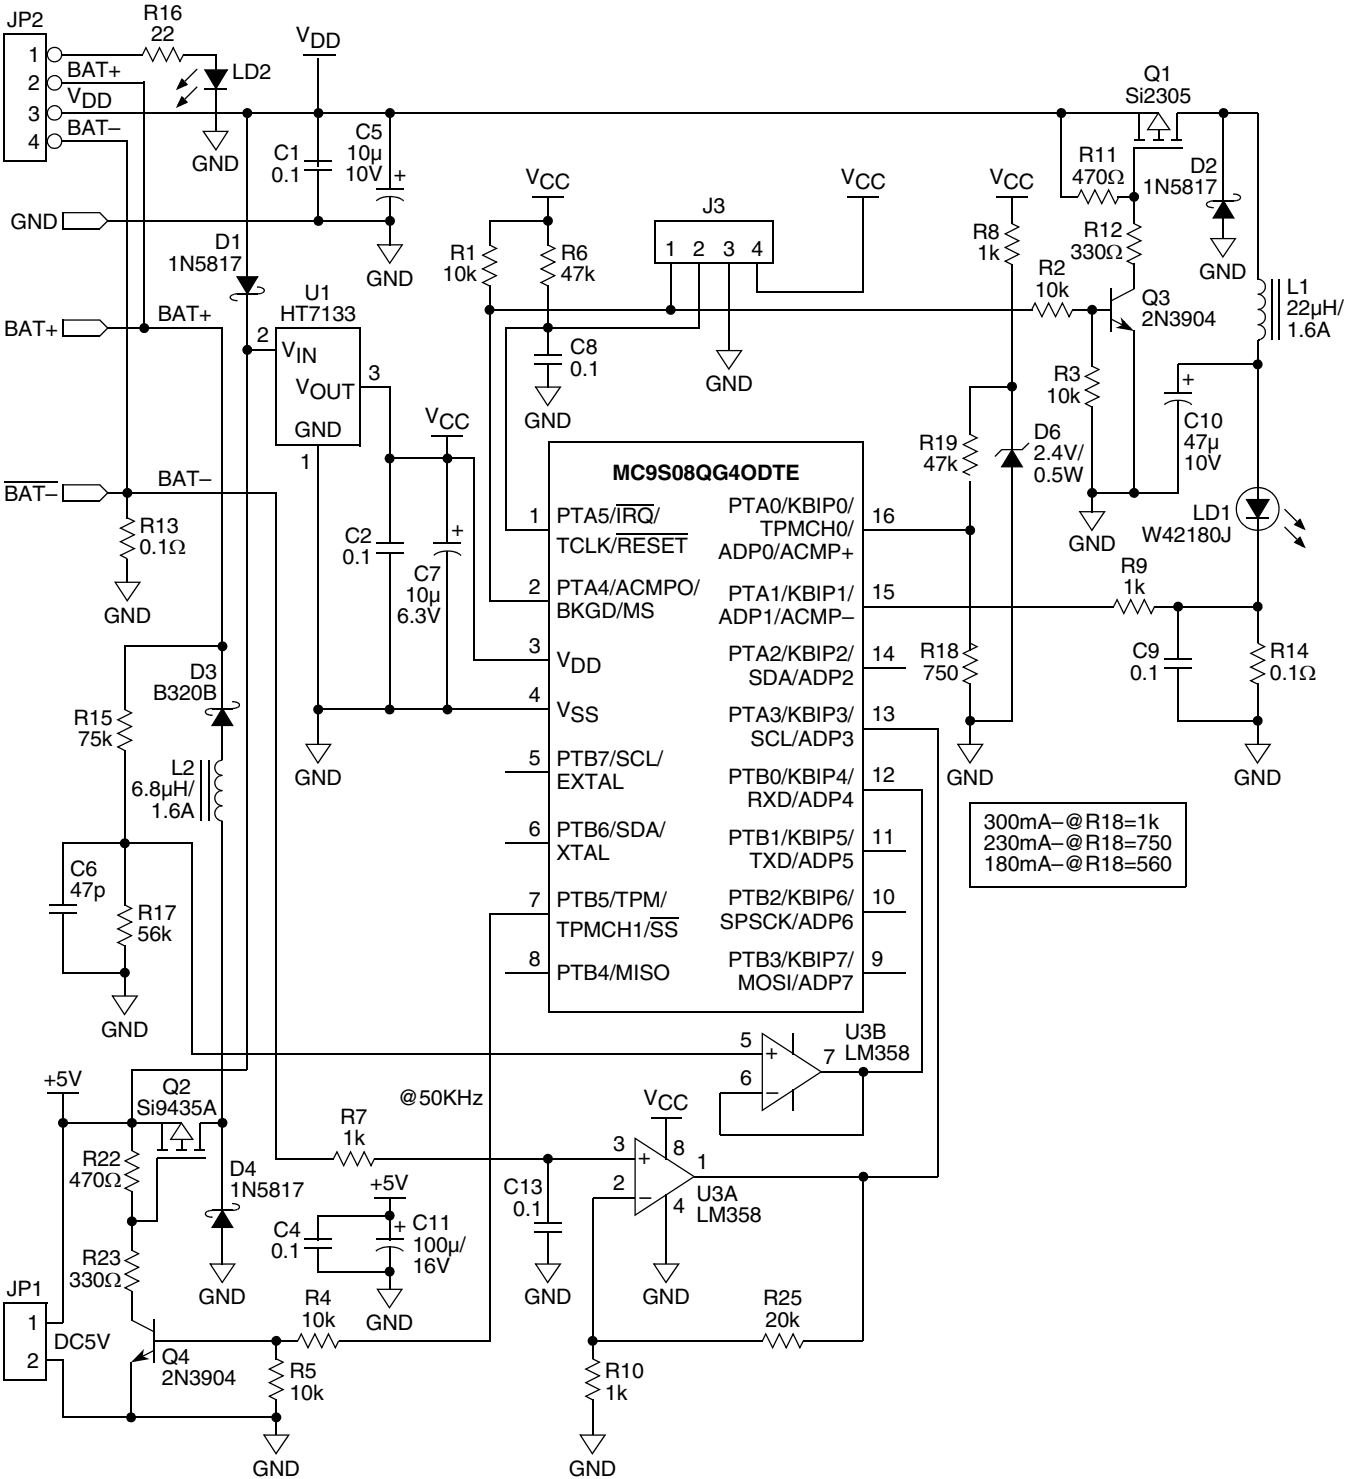 JP2
R16
22
1
BAT+
2
VDD
3
BAT–
4
LD2
GND
VDD
C1
0.1
C5
10µ
10V
+
GND
GND
D1
1N5817
BAT+
BAT+
U1
HT7133
2
VIN
VOUT
3
GND
1
VCC
BAT–
BAT–
R13
0.1Ω
GND
C2
0.1
+
C7
10µ
6.3V
GND
VCC
R1
10k
R6
47k
C8
0.1
GND
J3
1 2 3 4
GND
VCC
VCC
R8
1k
R2
10k
R3
10k
Q1
Si2305
R11
470Ω
R12
330Ω
Q3
2N3904
D2
1N5817
GND
L1
22µH/
1.6A
+
C10
47µ
10V
GND
LD1
W42180J
R19
47k
D6
2.4V/
0.5W
R18
750
GND
R9
1k
C9
0.1
R14
0.1Ω
GND
300mA–@R18=1k
230mA–@R18=750
180mA–@R18=560
MC9S08QG4ODTE
1
PTA5/IRQ/
TCLK/RESET
2
PTA4/ACMPO/
BKGD/MS
3
VDD
4
VSS
5
PTB7/SCL/
EXTAL
6
PTB6/SDA/
XTAL
7
PTB5/TPM/
TPMCH1/SS
8
PTB4/MISO
PTA0/KBIP0/
TPMCH0/
ADP0/ACMP+
16
PTA1/KBIP1/
ADP1/ACMP–
15
PTA2/KBIP2/
SDA/ADP2
14
PTA3/KBIP3/
SCL/ADP3
13
PTB0/KBIP4/
RXD/ADP4
12
PTB1/KBIP5/
TXD/ADP5
11
PTB2/KBIP6/
SPSCK/ADP6
10
PTB3/KBIP7/
MOSI/ADP7
9
D3
B320B
R15
75k
L2
6.8µH/
1.6A
C6
47p
R17
56k
GND
+5V
Q2
Si9435A
R22
470Ω
R23
330Ω
D4
1N5817
GND
JP1
1
DC5V
2
Q4
2N3904
R4
10k
R5
10k
GND
@50KHz
R7
1k
+5V
C4
0.1
+
C11
100µ/
16V
GND
C13
0.1
GND
VCC
3
+
8
1
2
–
4
U3A
LM358
GND
5
+
6
–
7
U3B
LM358
R25
20k
R10
1k
GND